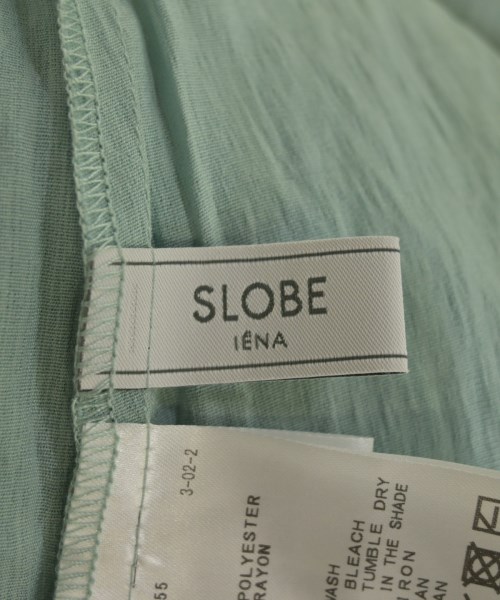 SLOBE
IÉNA
3-02-2
55
POLYESTER
RAYON
WASH
BLEACH
TUMBLE DRY
IN THE SHADE
IRON